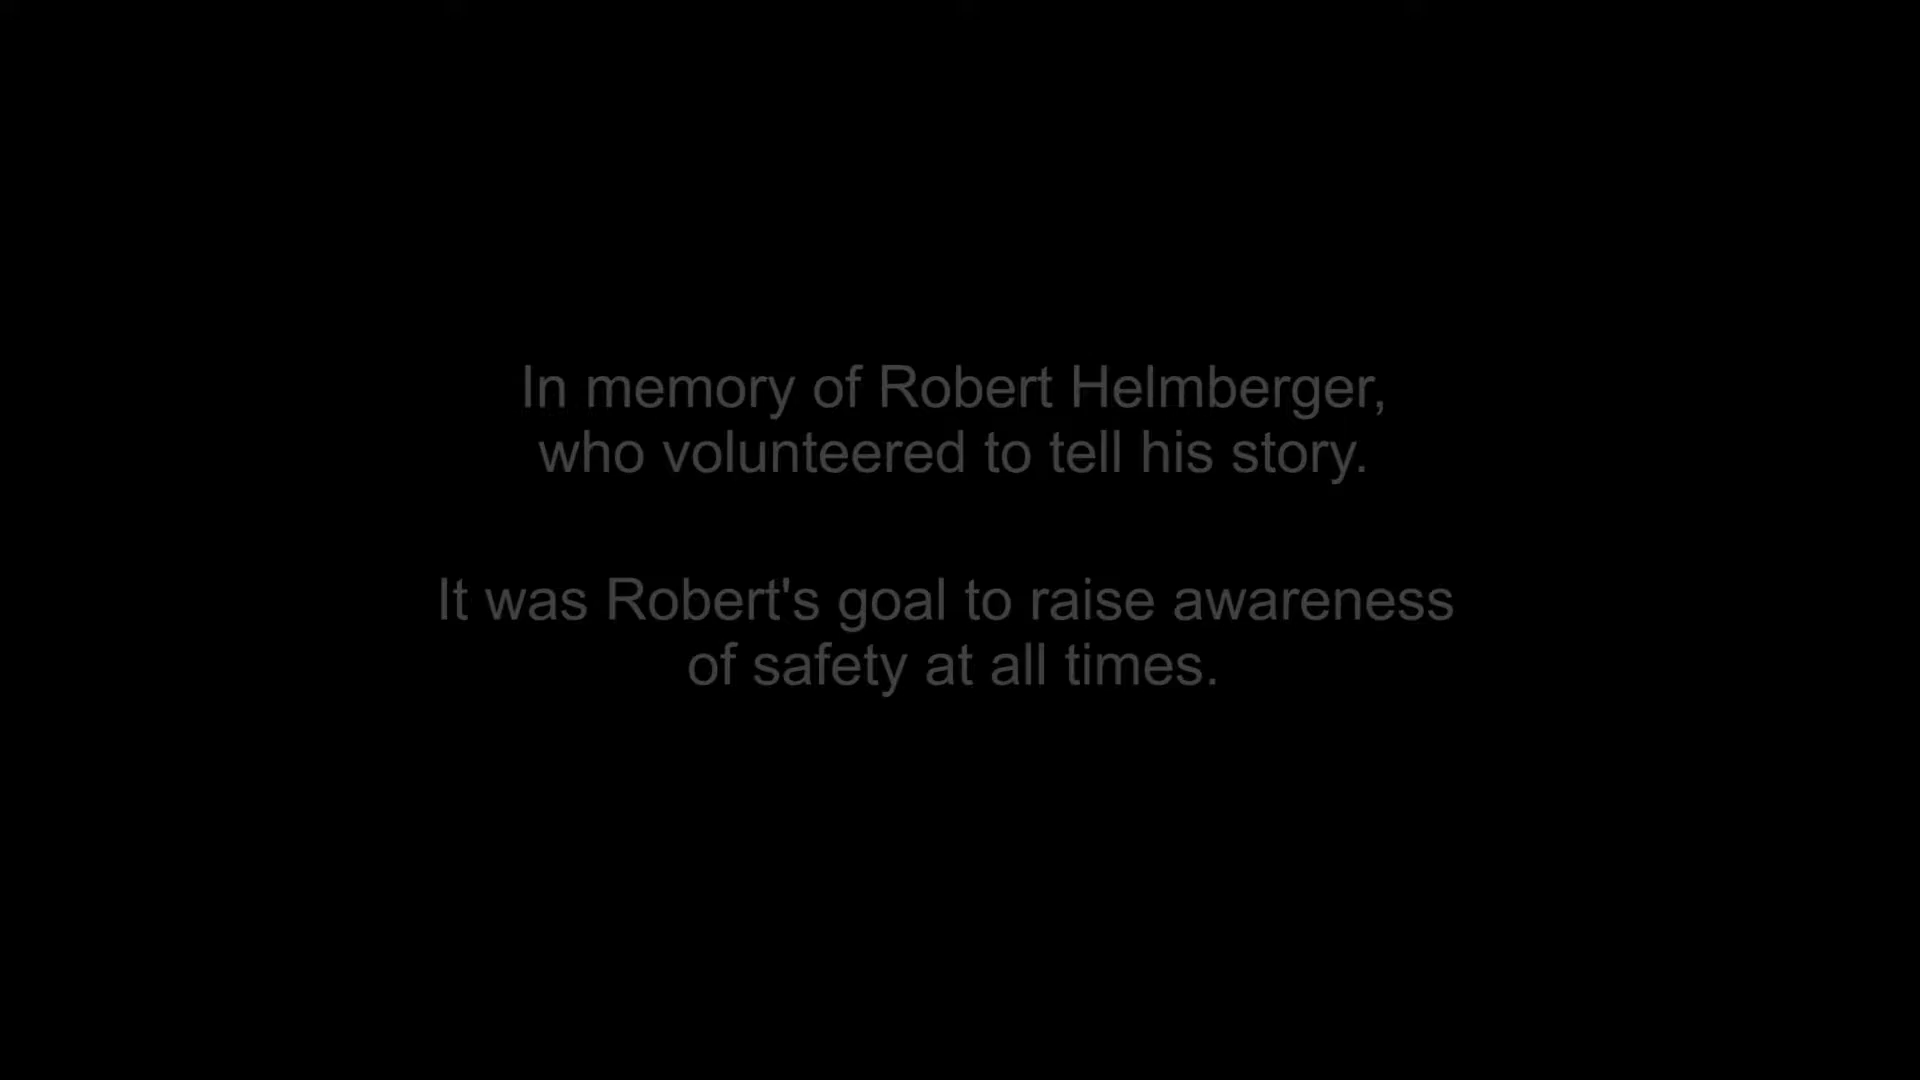 In memory of Robert Helmberger,
who volunteered to tell his story.
It was Robert's goal to raise awareness
of safety at all times.